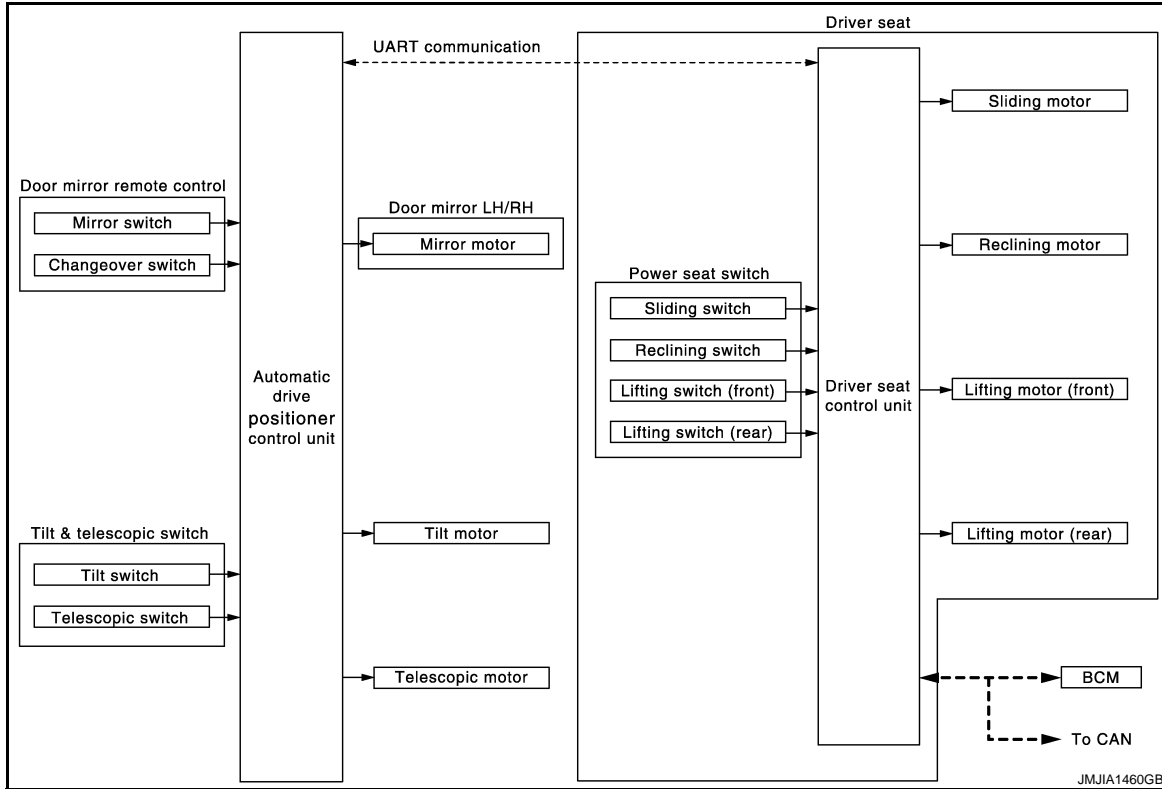 Driver seat
UART communication
Sliding motor
Door mirror remote control
Mirror switch
Changeover switch
Door mirror LH/RH
Mirror motor
Reclining motor
Power seat switch
Sliding switch
Reclining switch
Lifting switch (front)
Lifting switch (rear)
Automatic
drive
positioner
control unit
Driver seat
control unit
Lifting motor (front)
Tilt & telescopic switch
Tilt switch
Telescopic switch
Tilt motor
Lifting motor (rear)
Telescopic motor
BCM
To CAN
JMJIA1460GB